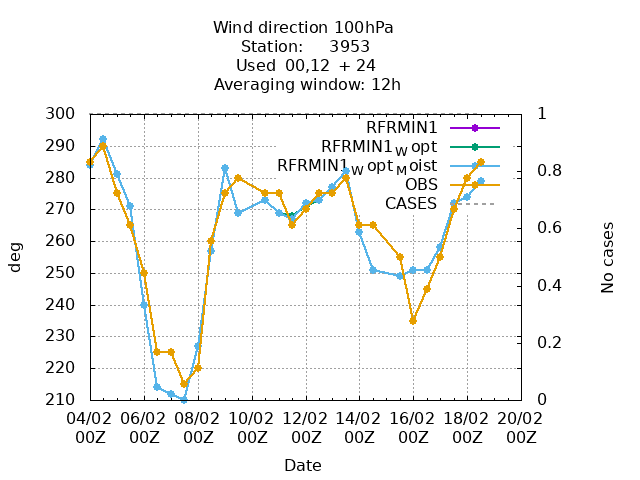 Wind direction 100hPa
Station: 3953
Used 00,12 + 24
Averaging window: 12h
300
290
280
270
260
250
240
230
220
210
deg
1
0.8
0.6
0.4
0.2
0
No cases
RFRMIN1
RFRMIN1W opt
RFRMIN1W optM oist
OBS
CASES
04/02 06/02 08/02 10/02 12/02 14/02 16/02 18/02 20/02
00Z 00Z 00Z 00Z 00Z 00Z 00Z 00Z 00Z
Date